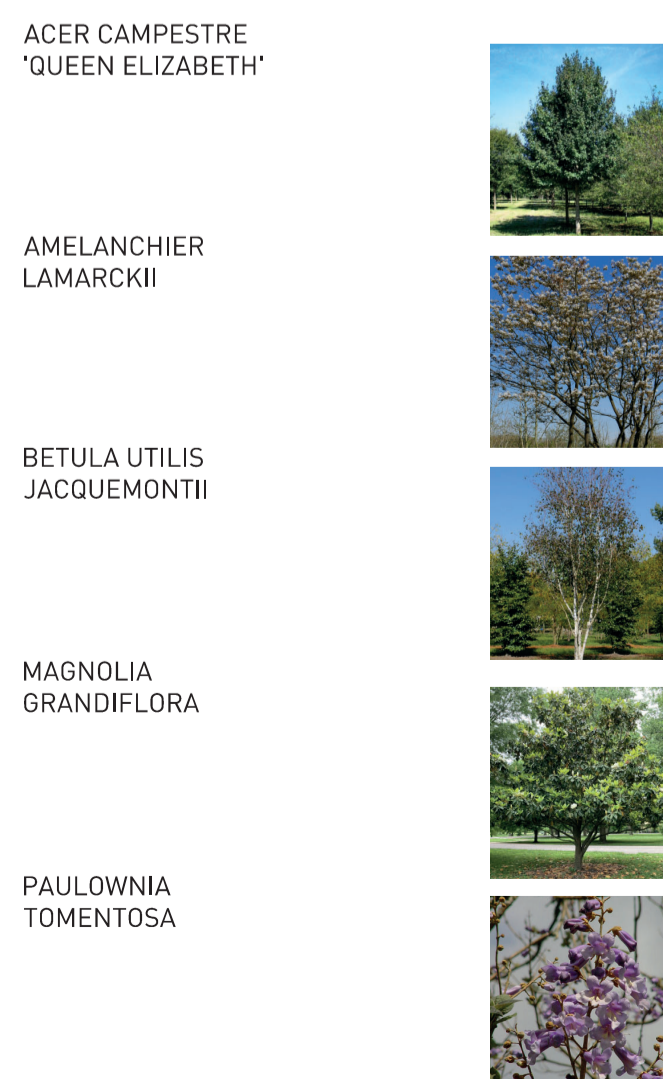 ACER CAMPESTRE
'QUEEN ELIZABETH'
AMELANCHIER
LAMARCKII
BETULA UTILIS
JACQUEMONTII
MAGNOLIA
GRANDIFLORA
PAULOWNIA
TOMENTOSA